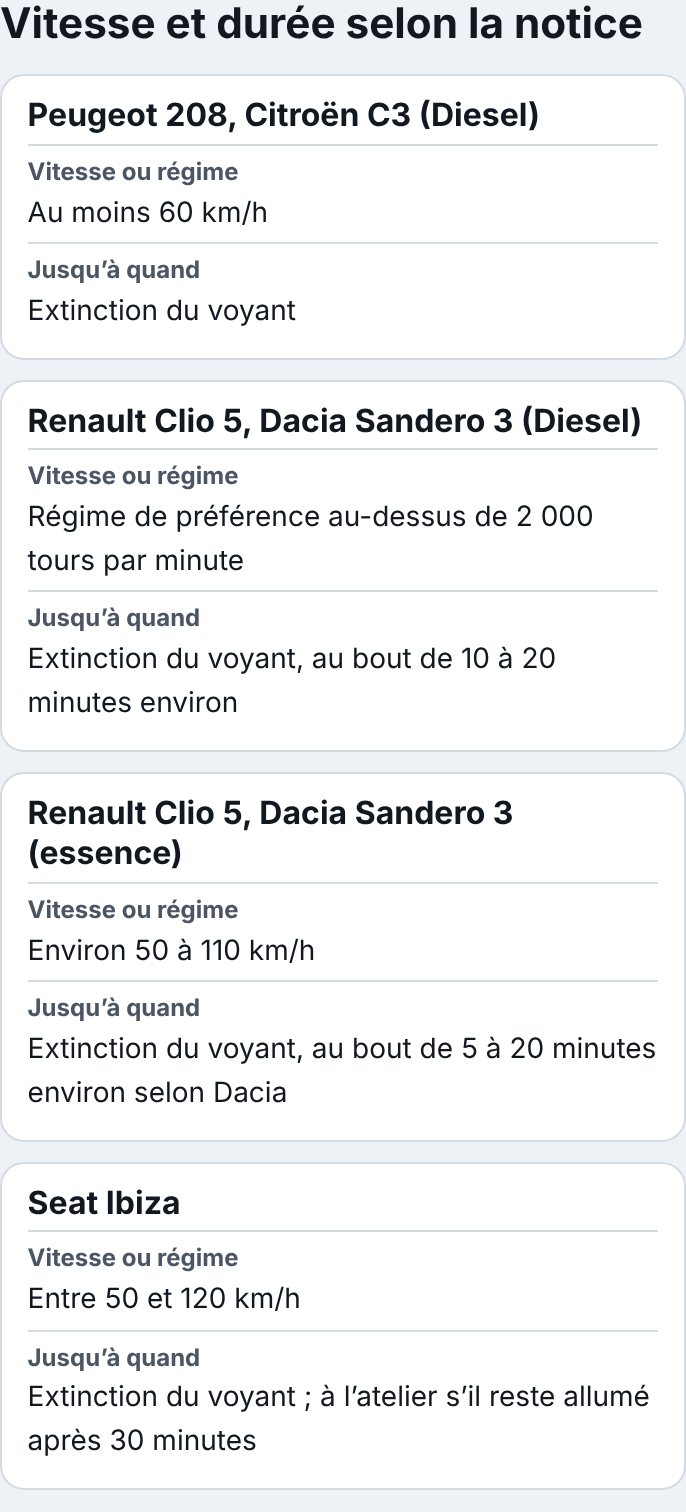 Vitesse et durée selon la notice
Peugeot 208, Citroën C3 (Diesel)
Vitesse ou régime
Au moins 60 km/h
Jusqu’à quand
Extinction du voyant
Renault Clio 5, Dacia Sandero 3 (Diesel)
Vitesse ou régime
Régime de préférence au-dessus de 2 000
tours par minute
Jusqu’à quand
Extinction du voyant, au bout de 10 à 20
minutes environ
Renault Clio 5, Dacia Sandero 3
(essence)
Vitesse ou régime
Environ 50 à 110 km/h
Jusqu’à quand
Extinction du voyant, au bout de 5 à 20 minutes
environ selon Dacia
Seat Ibiza
Vitesse ou régime
Entre 50 et 120 km/h
Jusqu’à quand
Extinction du voyant ; à l’atelier s’il reste allumé
après 30 minutes